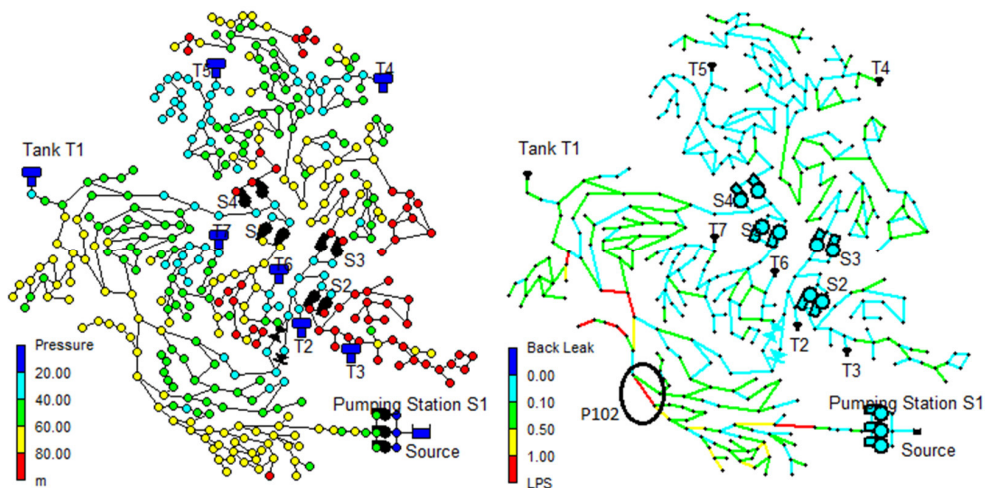 T5
T4
Tank T1
S4
T7
S
S3
T6
S2
T2
T3
Pressure
20.00
40.00
60.00
80.00
m
Pumping Station S1
Source
T5
T4
Tank T1
S4
T7
S
S3
T6
S2
T2
T3
Back Leak
0.00
0.10
0.50
1.00
LPS
P102
Pumping Station S1
Source